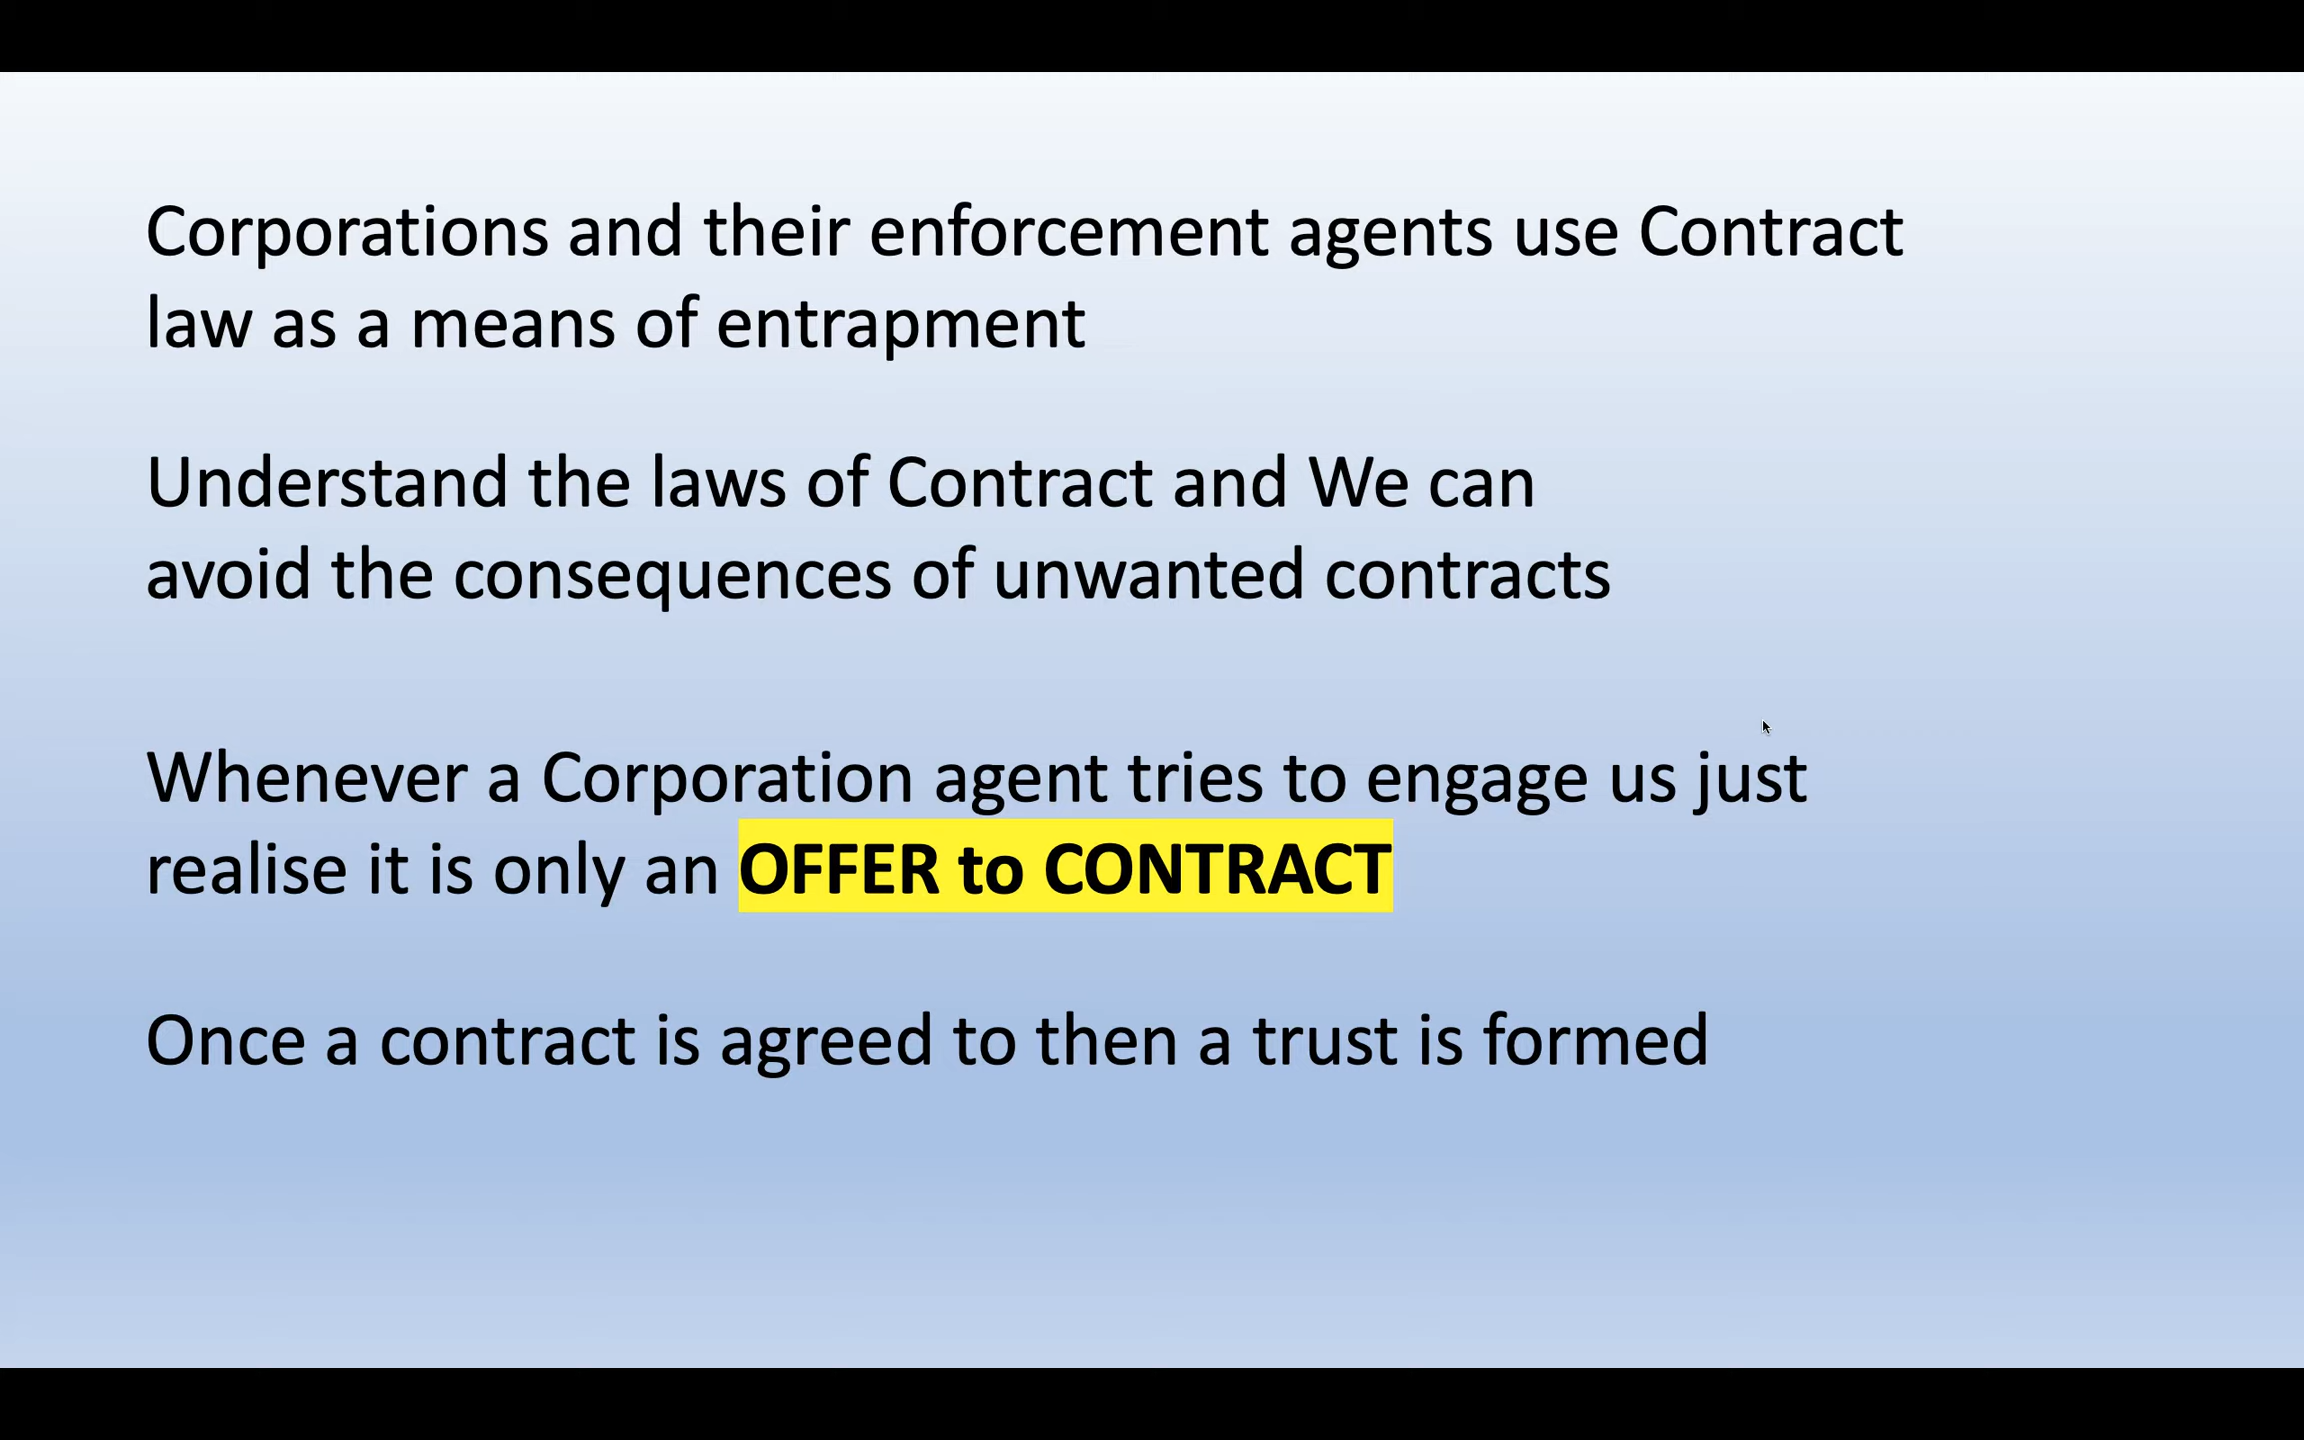 Corporations and their enforcement agents use Contract
law as a means of entrapment
Understand the laws of Contract and We can
avoid the consequences of unwanted contracts
Whenever a Corporation agent tries to engage us just
realise it is only an OFFER to CONTRACT
Once a contract is agreed to then a trust is formed